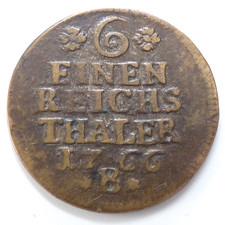 6
EINEN
REICHS
THALER
1766
B